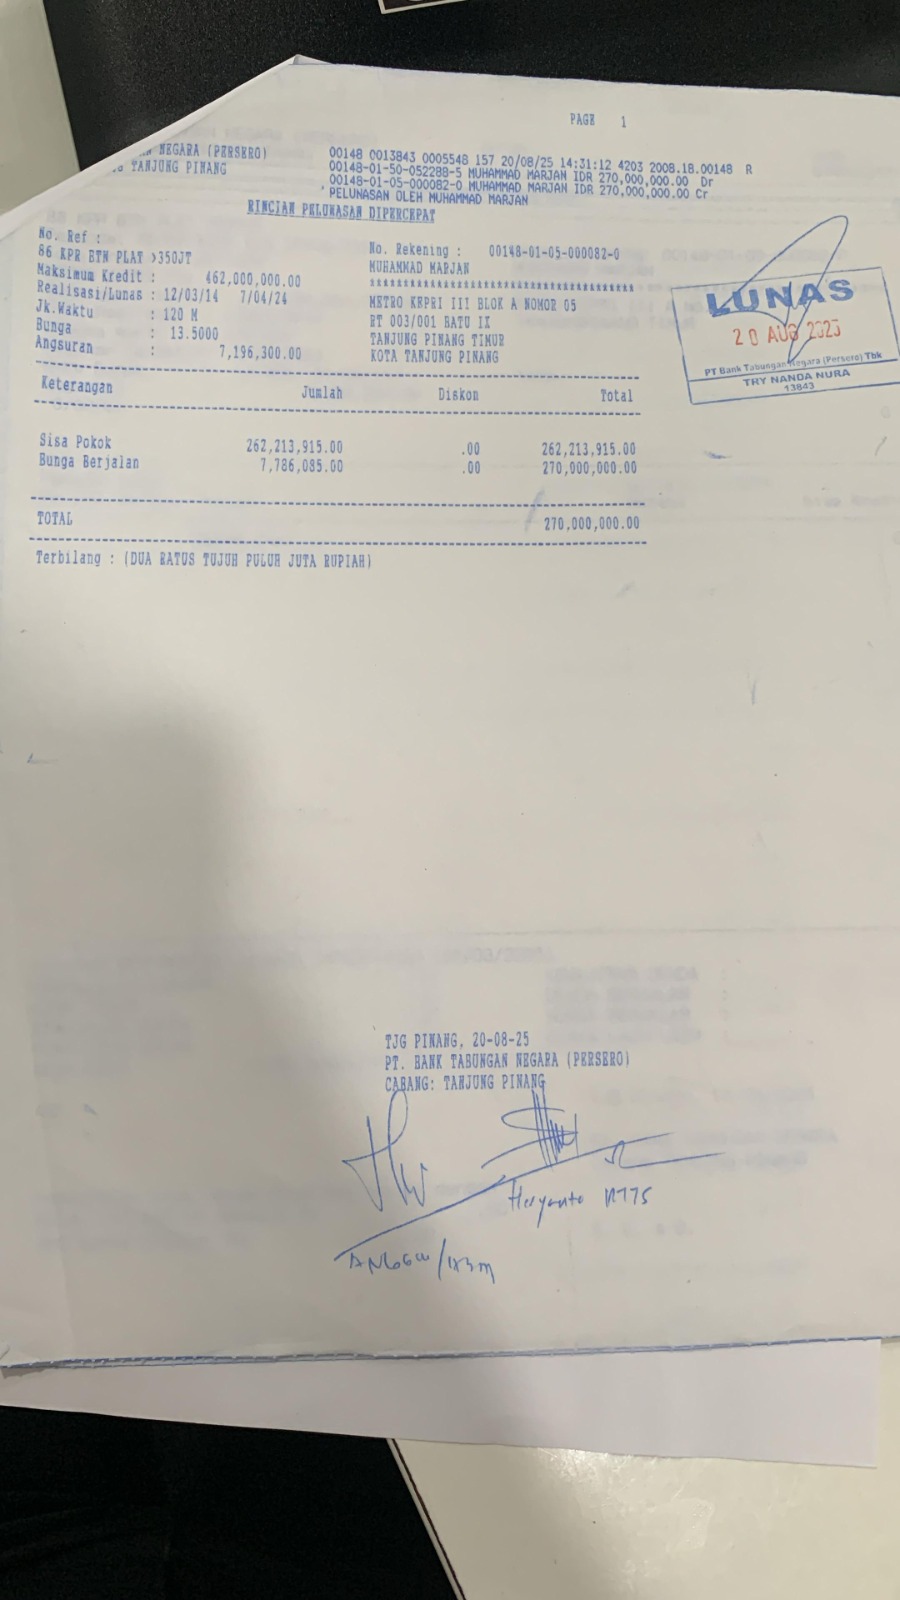 PAGE 1
NEGARA (PERSERO)
TANJUNG PINANG
00148 0013843 0005548 157 20/08/25 14:31:12 4203 2008.18.00148 R
00148-01-50-052288-5 MUHAMMAD MARJAN IDR 270,000,000.00 Dr
00148-01-05-000082-0 MUHAMMAD MARJAN IDR 270,000,000.00 Cr
PELUNASAN OLEH MUHAMMAD MARJAN
RINCIAN PELUNASAN DIPERCEPAT
No. Ref :
86 KPR BTN PLAT >350JT
Maksimum Kredit : 462,000,000.00
Realisasi/Lunas : 12/03/14 7/04/24
Jk.Waktu : 120 M
Bunga : 13.5000
Angsuran : 7,196,300.00
No. Rekening : 00148-01-05-000082-0
MUHAMMAD MARJAN
****************************************
METRO KEPRI III BLOK A NOMOR 05
RT 003/001 BATU IX
TANJUNG PINANG TIMUR
KOTA TANJUNG PINANG
LUNAS
20 AUG 2025
PT Bank Tabungan Negara (Persero) Tbk
TRY NANDA NURA
13843
Keterangan Jumlah Diskon Total
Sisa Pokok 262,213,915.00 .00 262,213,915.00
Bunga Berjalan 7,786,085.00 .00 270,000,000.00
TOTAL 270,000,000.00
Terbilang : (DUA RATUS TUJUH PULUH JUTA RUPIAH)
TJG PINANG, 20-08-25
PT. BANK TABUNGAN NEGARA (PERSERO)
CABANG: TANJUNG PINANG
Heryanto